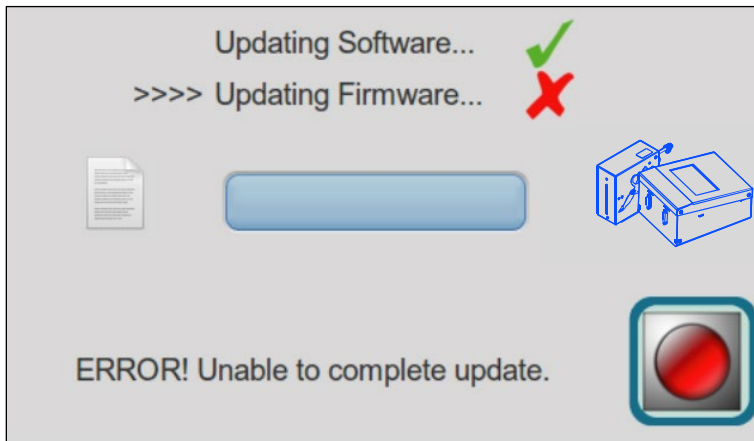 Updating Software...
>>>> Updating Firmware...
ERROR! Unable to complete update.